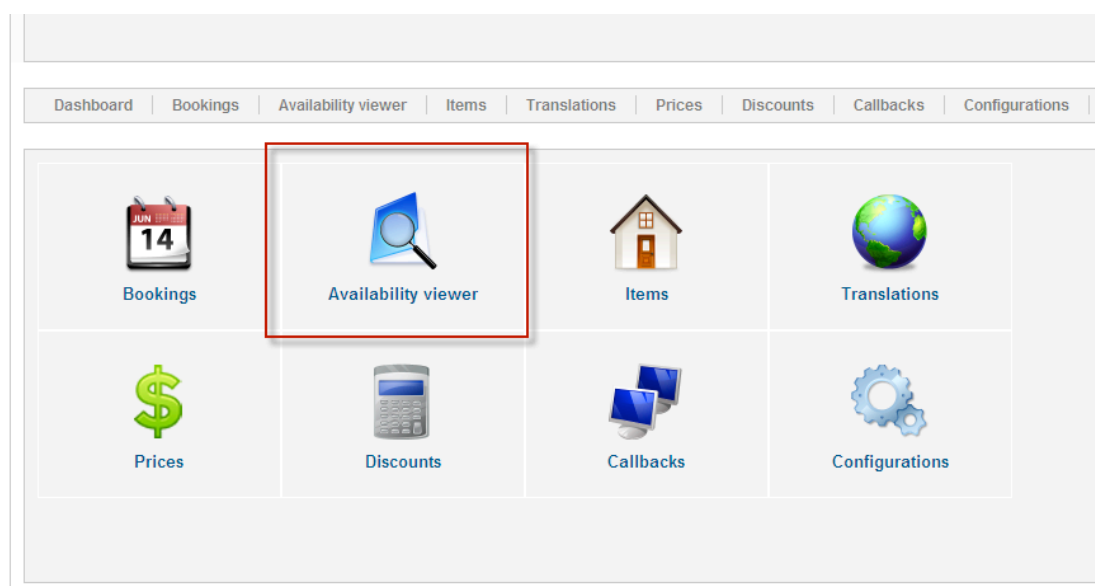 Dashboard Bookings Availability viewer Items Translations Prices Discounts Callbacks Configurations
JUN
14
Bookings Availability viewer Items Translations
Prices Discounts Callbacks Configurations